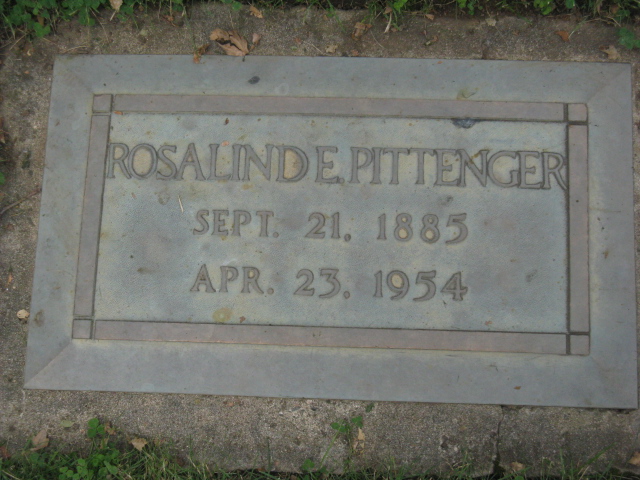 ROSALIND E. PITTENGER
SEPT. 21, 1885
APR. 23, 1954